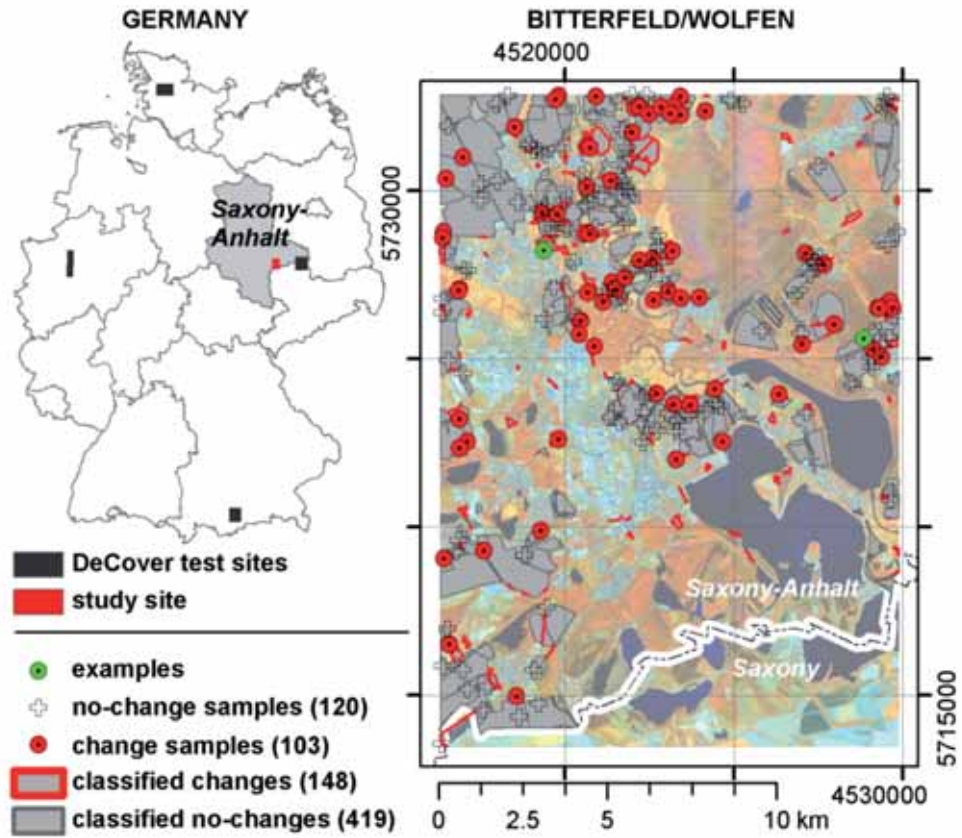 GERMANY
BITTERFELD/WOLFEN
4520000
5730000
Saxony-
Anhalt
Saxony-Anhalt
Saxony
5715000
4530000
DeCover test sites
study site
examples
no-change samples (120)
change samples (103)
classified changes (148)
classified no-changes (419)
0 2.5 5 10 km